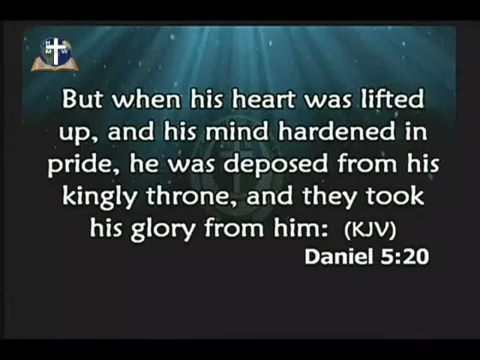 But when his heart was lifted
up, and his mind hardened in
pride, he was deposed from his
kingly throne, and they took
his glory from him: (KJV)
Daniel 5:20